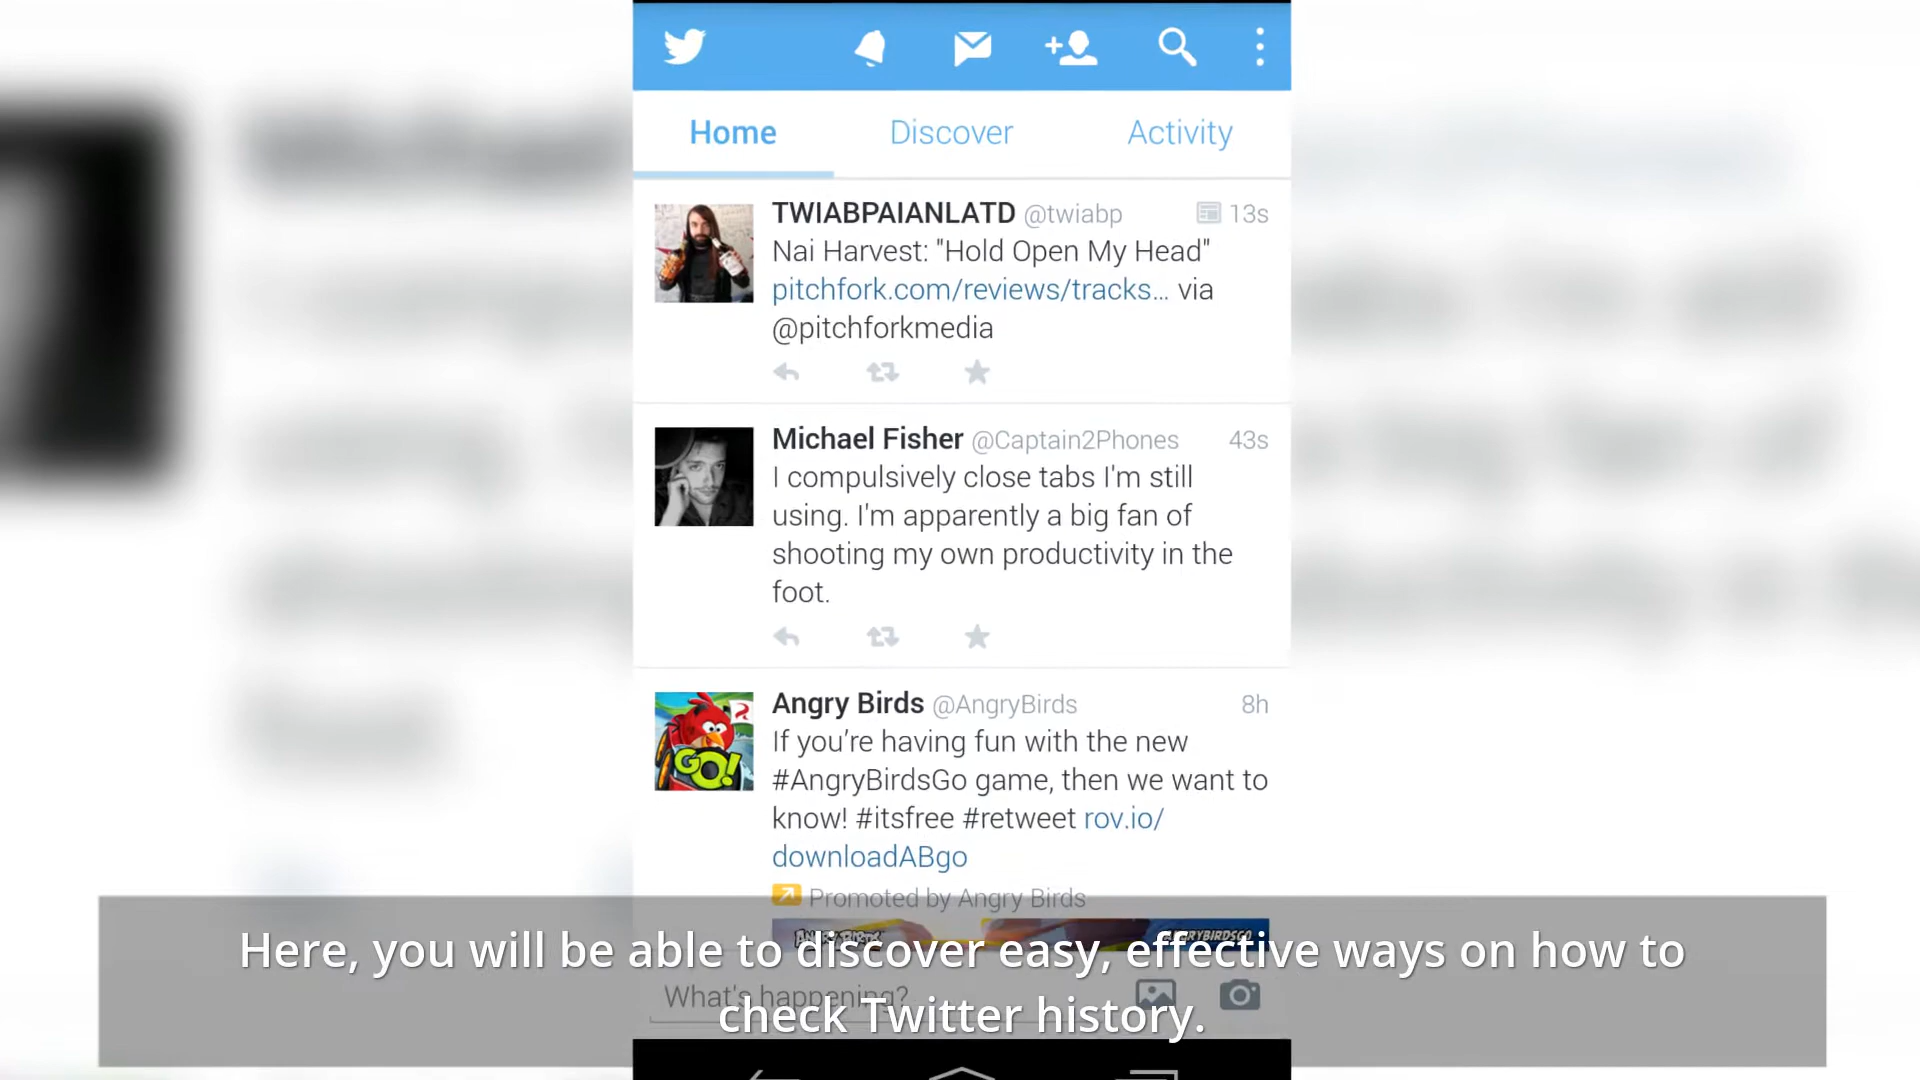 Home Discover Activity
TWIABPAIANLATD @twiabp 13s
Nai Harvest: "Hold Open My Head"
pitchfork.com/reviews/tracks... via
@pitchforkmedia
Michael Fisher @Captain2Phones 43s
I compulsively close tabs I'm still
using. I'm apparently a big fan of
shooting my own productivity in the
foot.
Angry Birds @AngryBirds 8h
GO!
If you’re having fun with the new
#AngryBirdsGo game, then we want to
know! #itsfree #retweet rov.io/
downloadABgo
Promoted by Angry Birds
ANGRYBIRDSGO
What's happening?
Here, you will be able to discover easy, effective ways on how to
check Twitter history.